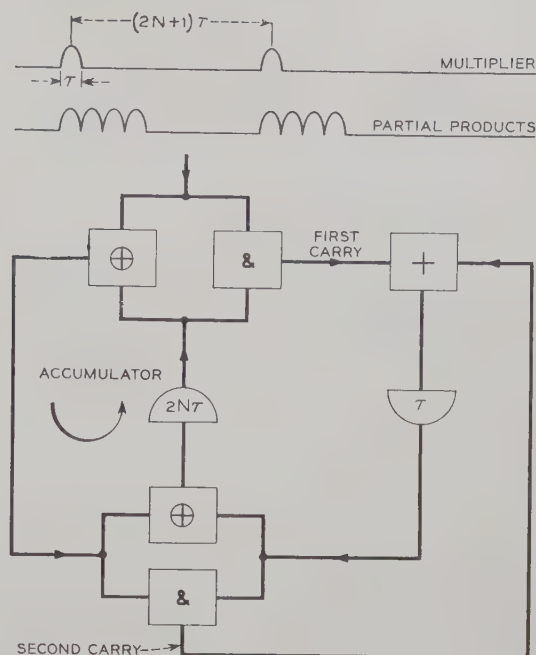 (2N+1) τ
MULTIPLIER
τ
PARTIAL PRODUCTS
⊕
&
FIRST
CARRY
+
ACCUMULATOR
2Nτ
τ
⊕
&
SECOND CARRY